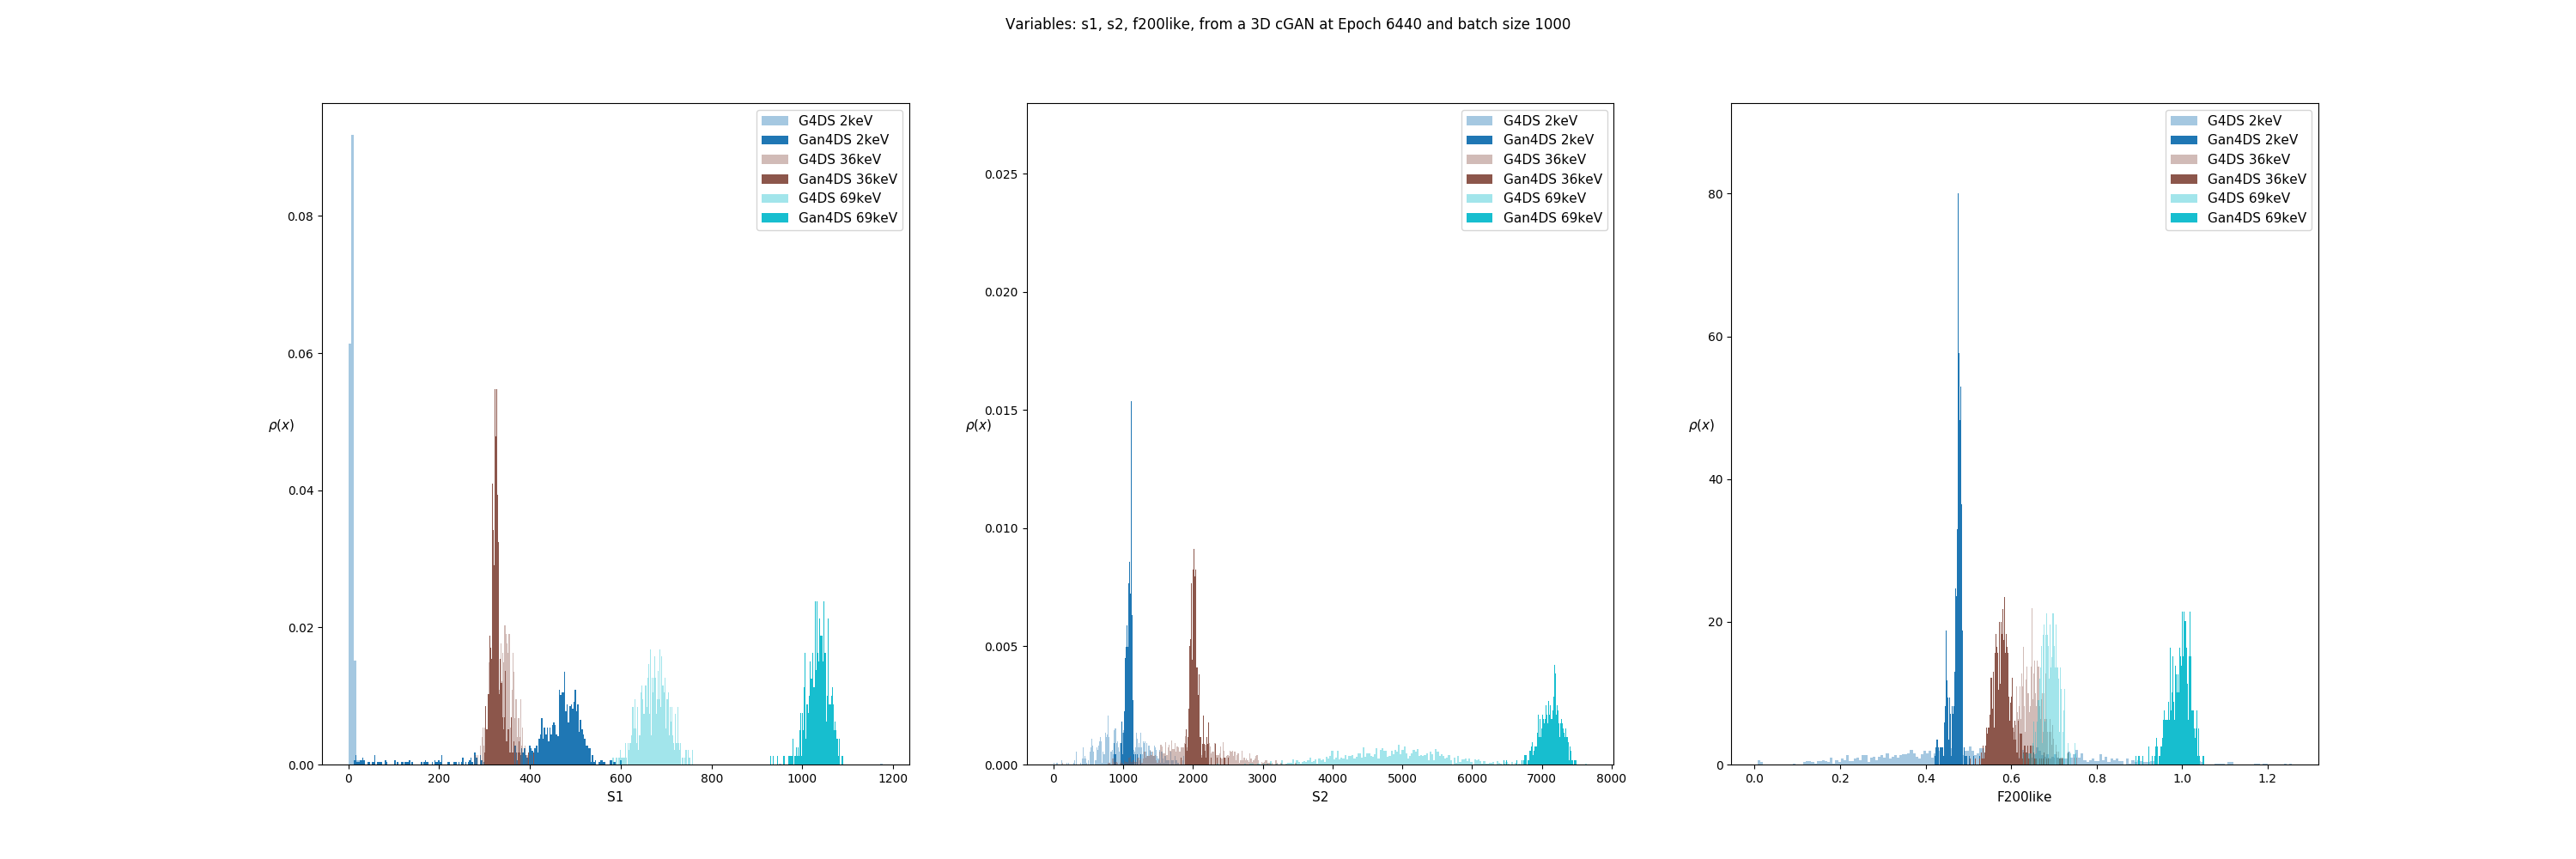 Variables: s1, s2, f200like, from a 3D cGAN at Epoch 6440 and batch size 1000
ρ(x)
0.08
0.06
0.04
0.02
0.00
0 200 400 600 800 1000 1200
S1
G4DS 2keV
Gan4DS 2keV
G4DS 36keV
Gan4DS 36keV
G4DS 69keV
Gan4DS 69keV
ρ(x)
0.025
0.020
0.015
0.010
0.005
0.000
0 1000 2000 3000 4000 5000 6000 7000 8000
S2
G4DS 2keV
Gan4DS 2keV
G4DS 36keV
Gan4DS 36keV
G4DS 69keV
Gan4DS 69keV
ρ(x)
80
60
40
20
0
0.0 0.2 0.4 0.6 0.8 1.0 1.2
F200like
G4DS 2keV
Gan4DS 2keV
G4DS 36keV
Gan4DS 36keV
G4DS 69keV
Gan4DS 69keV